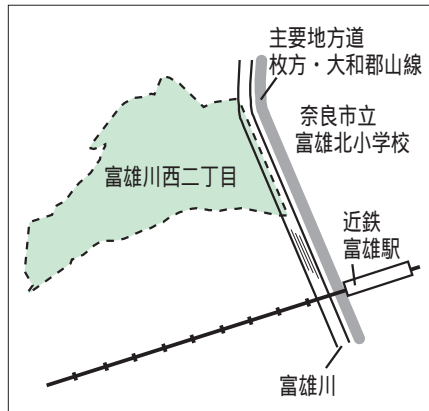 主要地方道
枚方・大和郡山線
奈良市立
富雄北小学校
富雄川西二丁目
近鉄
富雄駅
富雄川